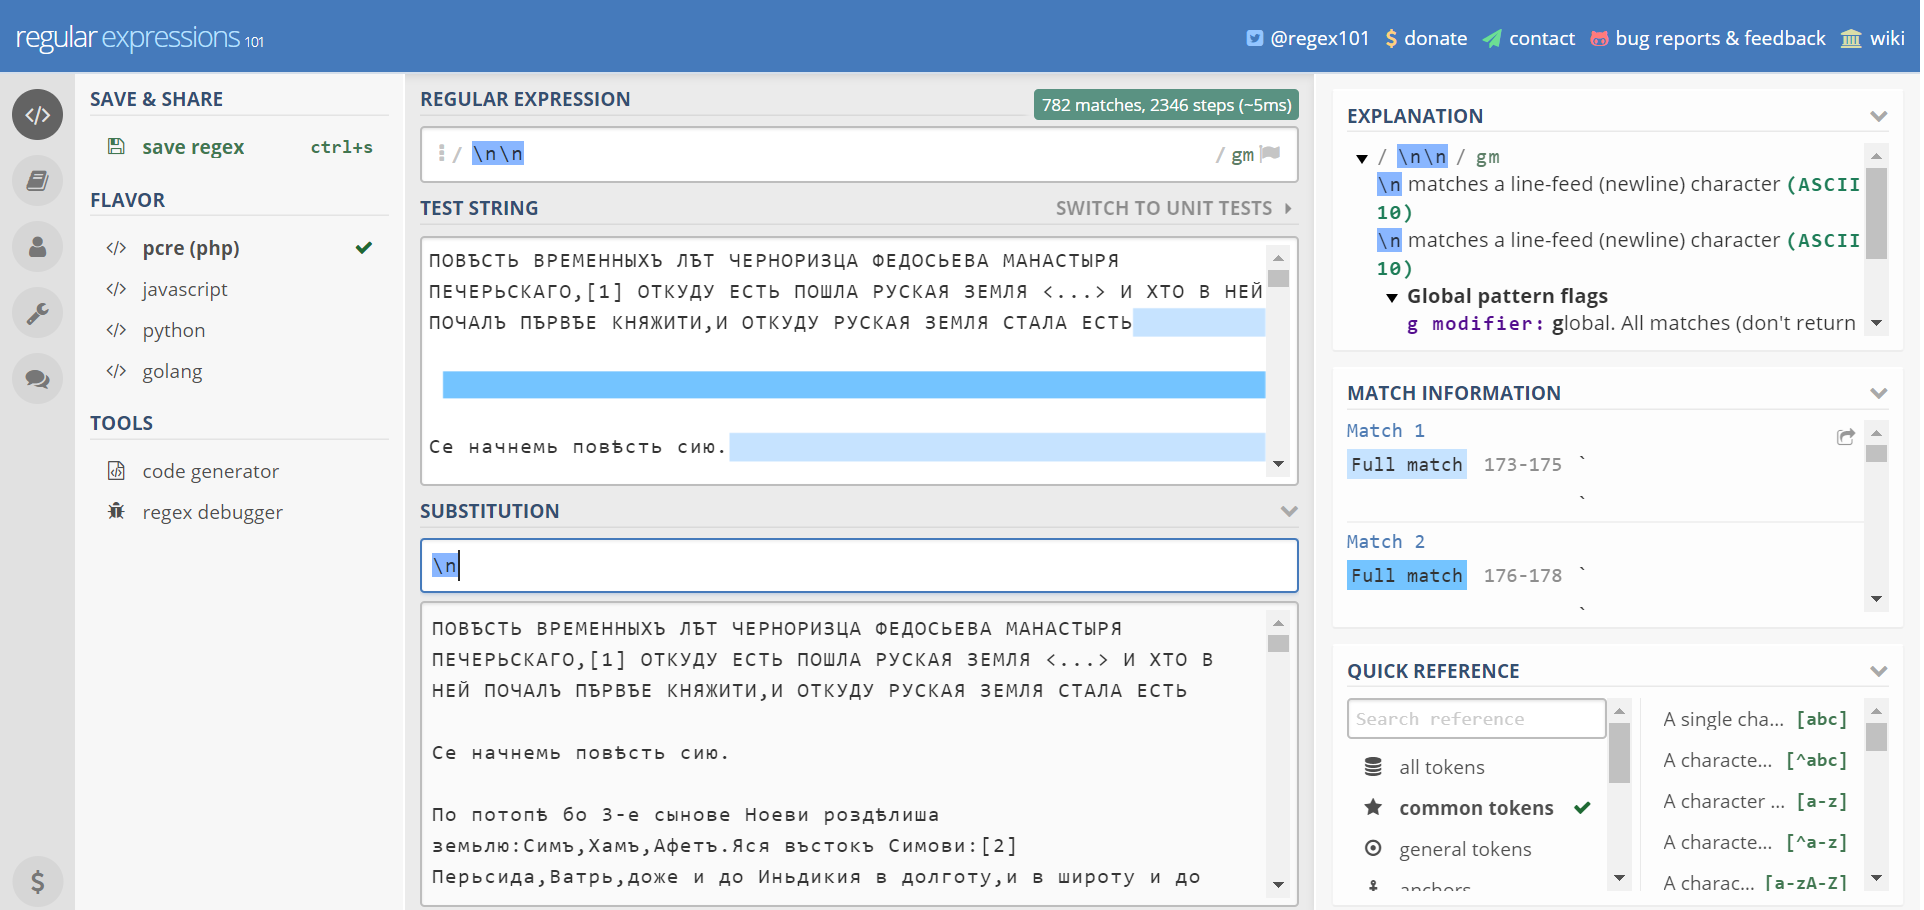 regular expressions 101
@regex101
donate
contact
bug reports & feedback
wiki
SAVE & SHARE
save regex ctrl+s
FLAVOR
pcre (php)
javascript
python
golang
TOOLS
code generator
regex debugger
REGULAR EXPRESSION
782 matches, 2346 steps (~5ms)
/ \n\n / gm
TEST STRING
SWITCH TO UNIT TESTS
ПОВѢСТЬ ВРЕМЕННЫХЪ ЛѢТ ЧЕРНОРИЗЦА ФЕДОСЬЕВА МАНАСТЫРЯ
ПЕЧЕРЬСКАГО,[1] ОТКУДУ ЕСТЬ ПОШЛА РУСКАЯ ЗЕМЛЯ <...> И ХТО В НЕЙ
ПОЧАЛЪ ПѢРВѢЕ КНЯЖИТИ,И ОТКУДУ РУСКАЯ ЗЕМЛЯ СТАЛА ЕСТЬ
Се начнемь повѣсть сию.
SUBSTITUTION
\n
ПОВѢСТЬ ВРЕМЕННЫХЪ ЛѢТ ЧЕРНОРИЗЦА ФЕДОСЬЕВА МАНАСТЫРЯ
ПЕЧЕРЬСКАГО,[1] ОТКУДУ ЕСТЬ ПОШЛА РУСКАЯ ЗЕМЛЯ <...> И ХТО В
НЕЙ ПОЧАЛЪ ПѢРВѢЕ КНЯЖИТИ,И ОТКУДУ РУСКАЯ ЗЕМЛЯ СТАЛА ЕСТЬ
Се начнемь повѣсть сию.
По потопѣ бо 3-е сынове Ноеви роздѣлиша
земьлю:Симъ,Хамъ,Афетъ.Яся въстокъ Симови:[2]
Перьсида,Ватрь,доже и до Иньдикия в долготу,и в широту и до
EXPLANATION
/ \n\n / gm
\n matches a line-feed (newline) character (ASCII
10)
\n matches a line-feed (newline) character (ASCII
10)
Global pattern flags
g modifier: global. All matches (don't return
MATCH INFORMATION
Match 1
Full match 173-175 `
`
Match 2
Full match 176-178 `
`
QUICK REFERENCE
Search reference
all tokens
common tokens
general tokens
anchors
A single cha... [abc]
A characte... [^abc]
A character ... [a-z]
A characte... [^a-z]
A charac... [a-zA-Z]
$